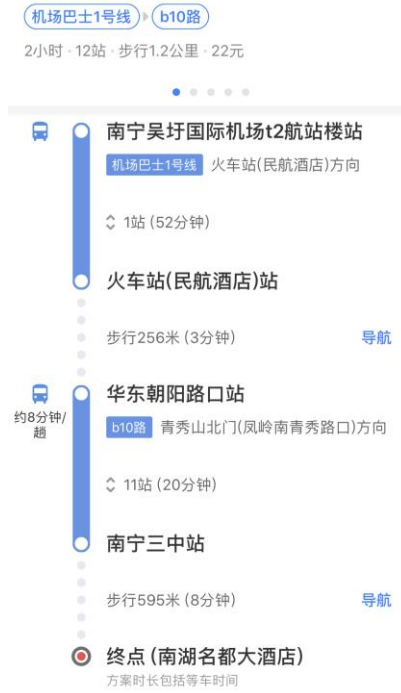 机场巴士1号线 b10路
2小时·12站·步行1.2公里·22元
南宁吴圩国际机场t2航站楼站
机场巴士1号线 火车站(民航酒店)方向
1站 (52分钟)
火车站(民航酒店)站
步行256米 (3分钟) 导航
华东朝阳路口站
约8分钟/趟
b10路 青秀山北门(凤岭南青秀路口)方向
11站 (20分钟)
南宁三中站
步行595米 (8分钟) 导航
终点 (南湖名都大酒店)
方案时长包括等车时间